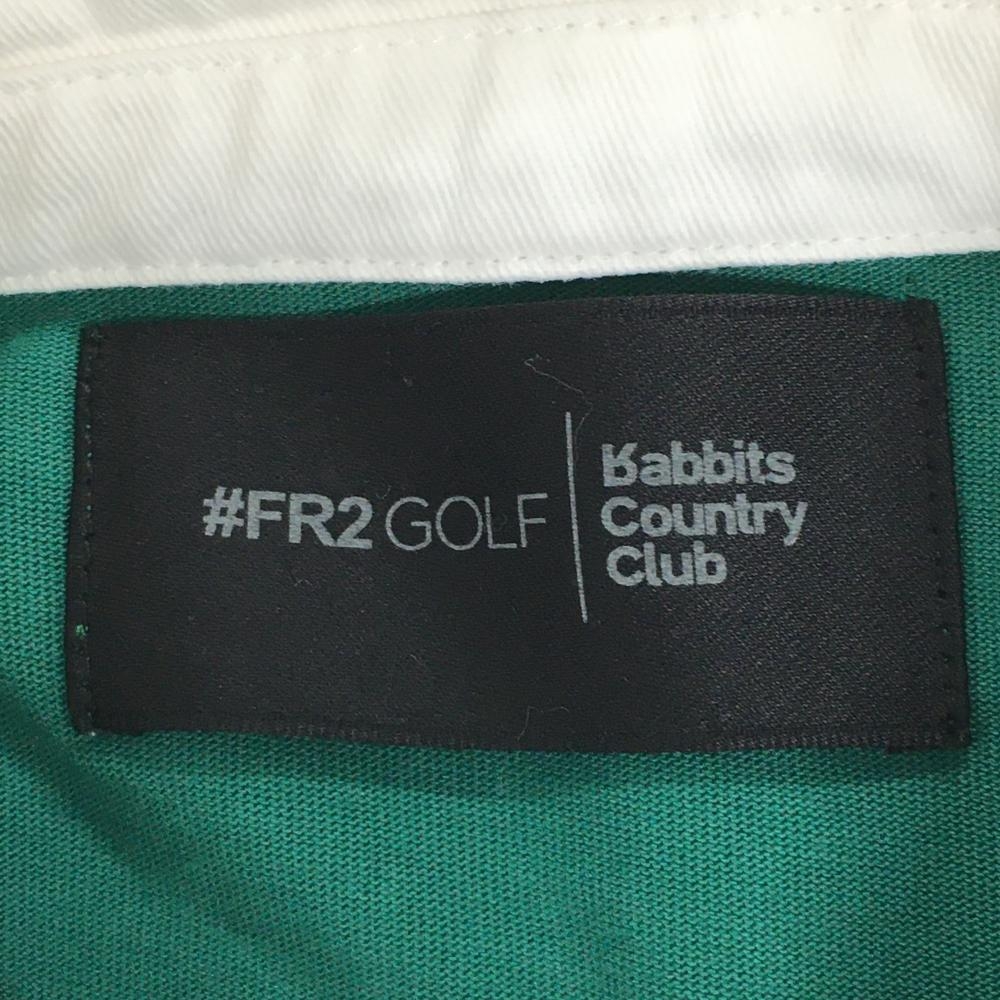 #FR2 GOLF
Rabbits
Country
Club